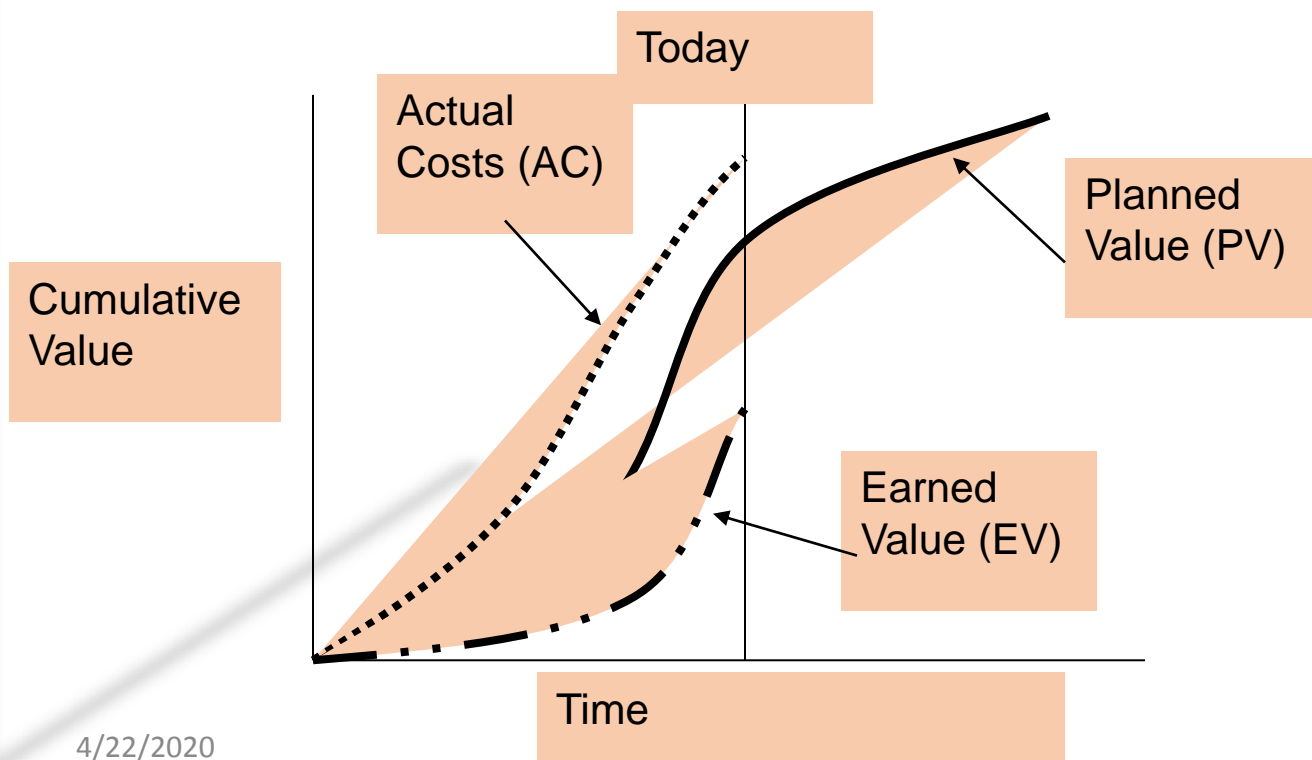 Today
Actual
Costs (AC)
Planned
Value (PV)
Cumulative
Value
Earned
Value (EV)
Time
4/22/2020